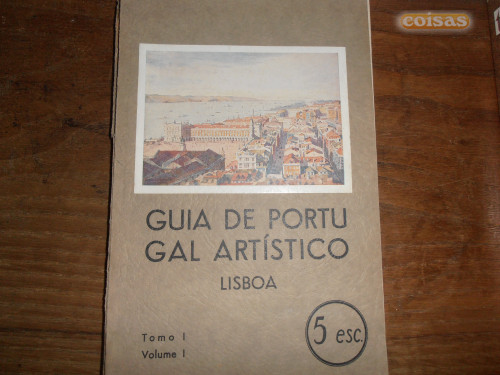 coisas
GUIA DE PORTU
GAL ARTÍSTICO
LISBOA
Tomo I
Volume I
5 esc.